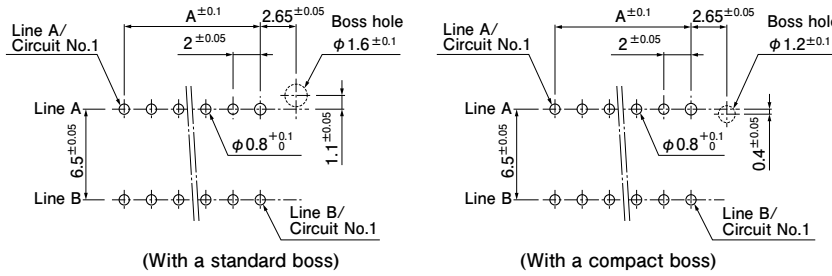 A±0.1
2.65±0.05
Boss hole
φ1.6±0.1
Line A/
Circuit No.1
2±0.05
Line A
φ0.8+0.1 0
1.1±0.05
6.5±0.05
Line B
Line B/
Circuit No.1
(With a standard boss)
A±0.1
2.65±0.05
Boss hole
φ1.2±0.1
Line A/
Circuit No.1
2±0.05
Line A
φ0.8+0.1 0
0.4±0.05
6.5±0.05
Line B
Line B/
Circuit No.1
(With a compact boss)